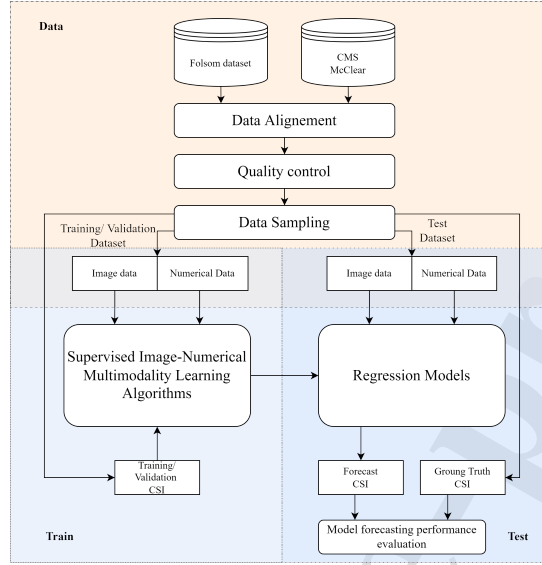 Data
Folsom dataset
CMS
McClear
Data Alignement
Quality control
Data Sampling
Training/ Validation
Dataset
Test
Dataset
Image data
Numerical Data
Image data
Numerical Data
Supervised Image-Numerical
Multimodality Learning
Algorithms
Regression Models
Training/
Validation
CSI
Forecast
CSI
Groung Truth
CSI
Model forecasting performance
evaluation
Train
Test